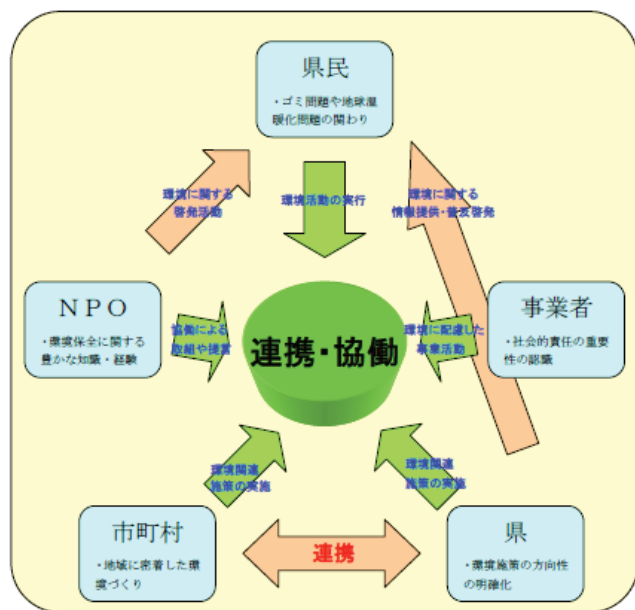 県民
・ゴミ問題や地球温
暖化問題の関わり
環境に関する
啓発活動
環境活動の実行
環境に関する
情報提供・普及啓発
NPO
・環境保全に関する
豊かな知識・経験
協働による
取組や提言
連携・協働
環境に配慮した
事業活動
事業者
・社会的責任の重要
性の認識
環境関連
施策の実施
環境関連
施策の実施
市町村
・地域に密着した環
境づくり
連携
県
・環境施策の方向性
の明確化